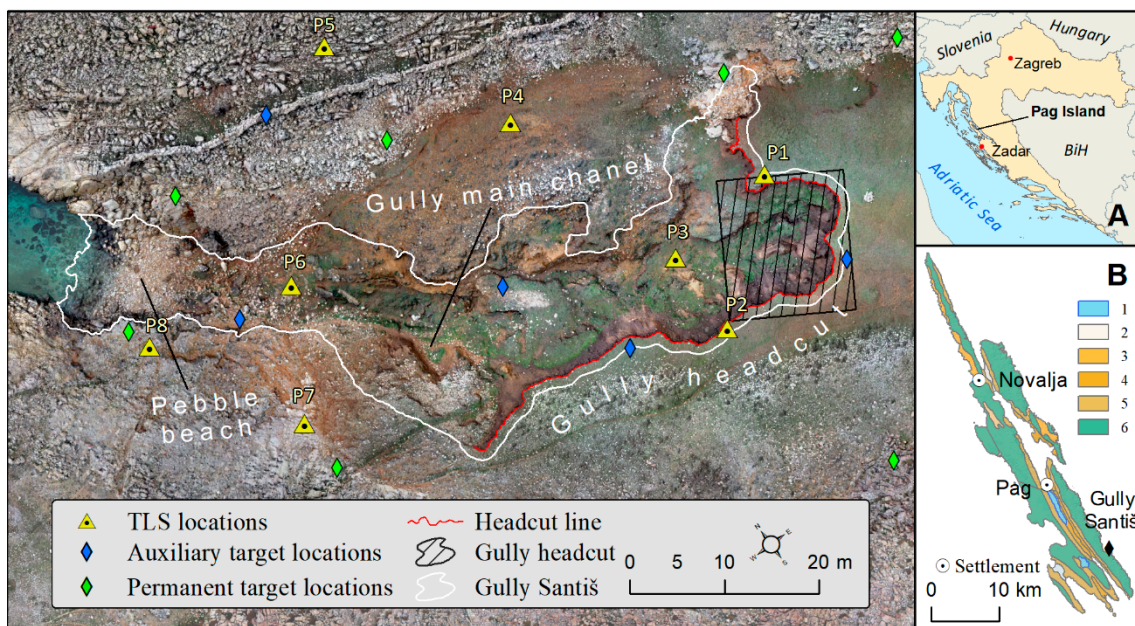 P5
P4
P1
Gully main chanel
P3
P6
P2
P8
Gully headcut
Pebble
beach
P7
TLS locations
Auxiliary target locations
Permanent target locations
Headcut line
Gully headcut
Gully Santiš
N
E
W
S
0 5 10 20 m
Slovenia
Hungary
Zagreb
Pag Island
Zadar
BiH
Adriatic Sea
A
B
1
2
3
4
5
6
Novalja
Pag
Gully
Santiš
Settlement
0 10 km